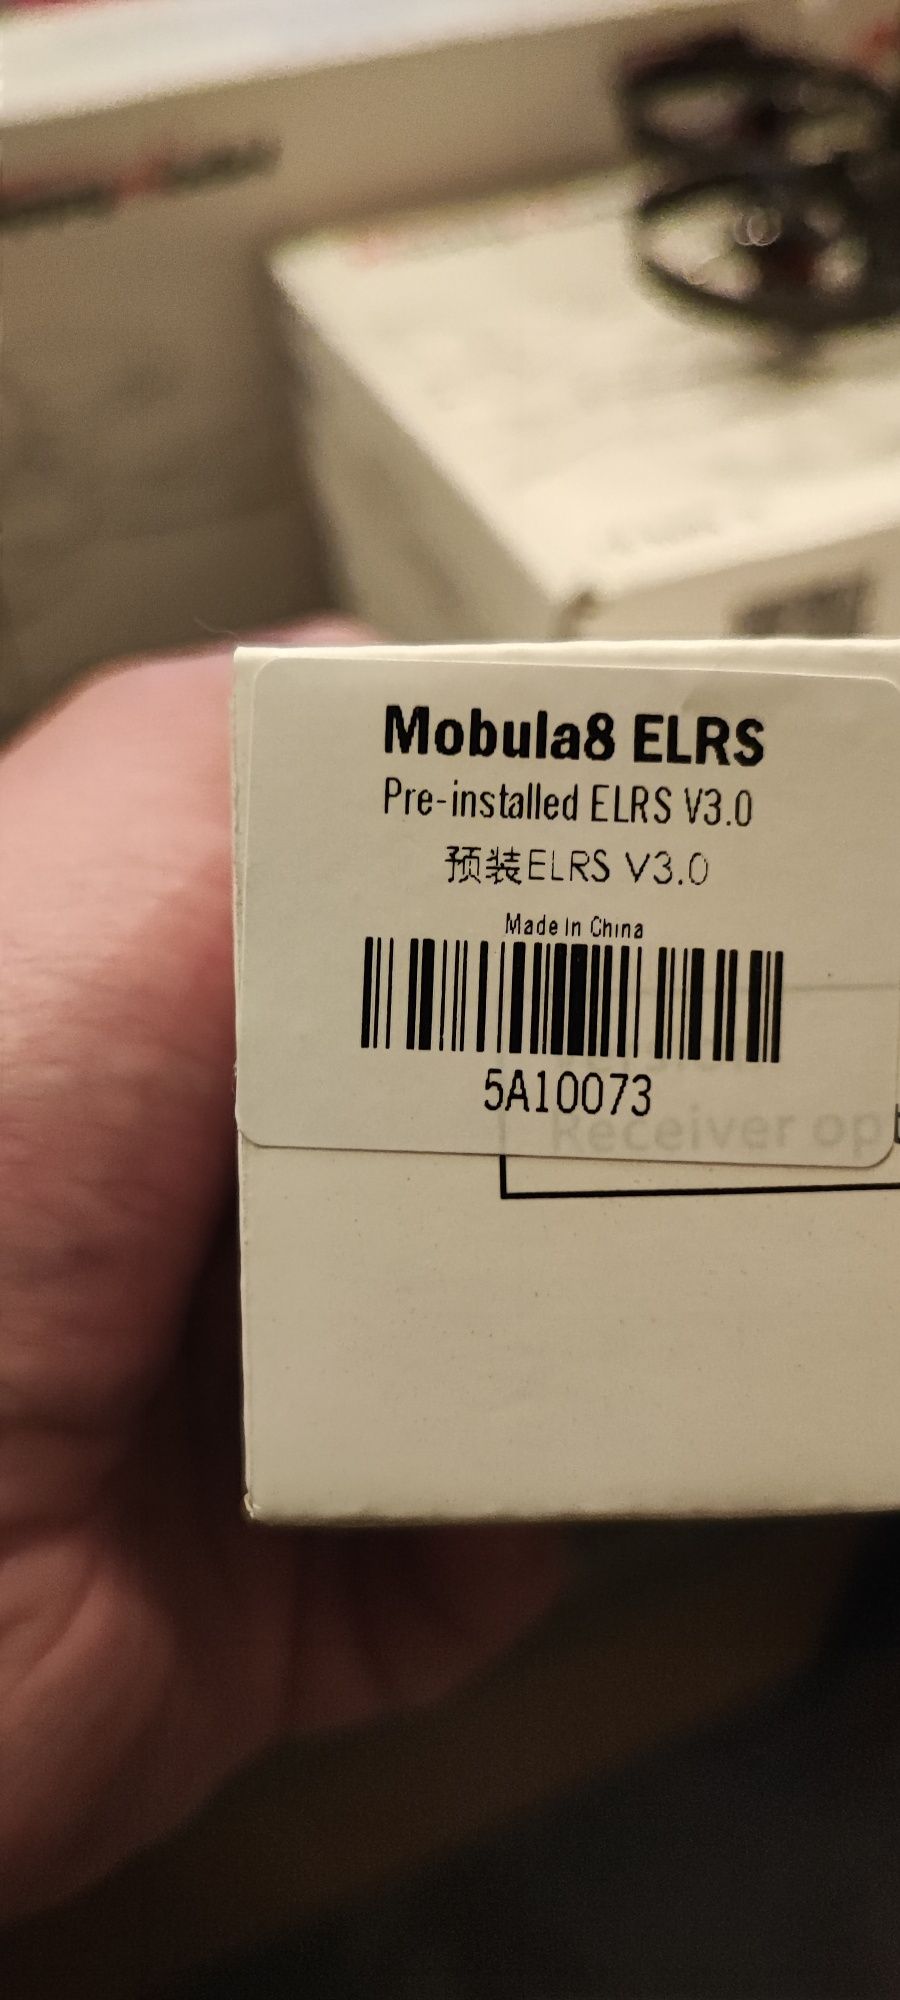 Mobula8 ELRS
Pre-installed ELRS V3.0
预装ELRS V3.0
Made In China
5A10073
Receiver op